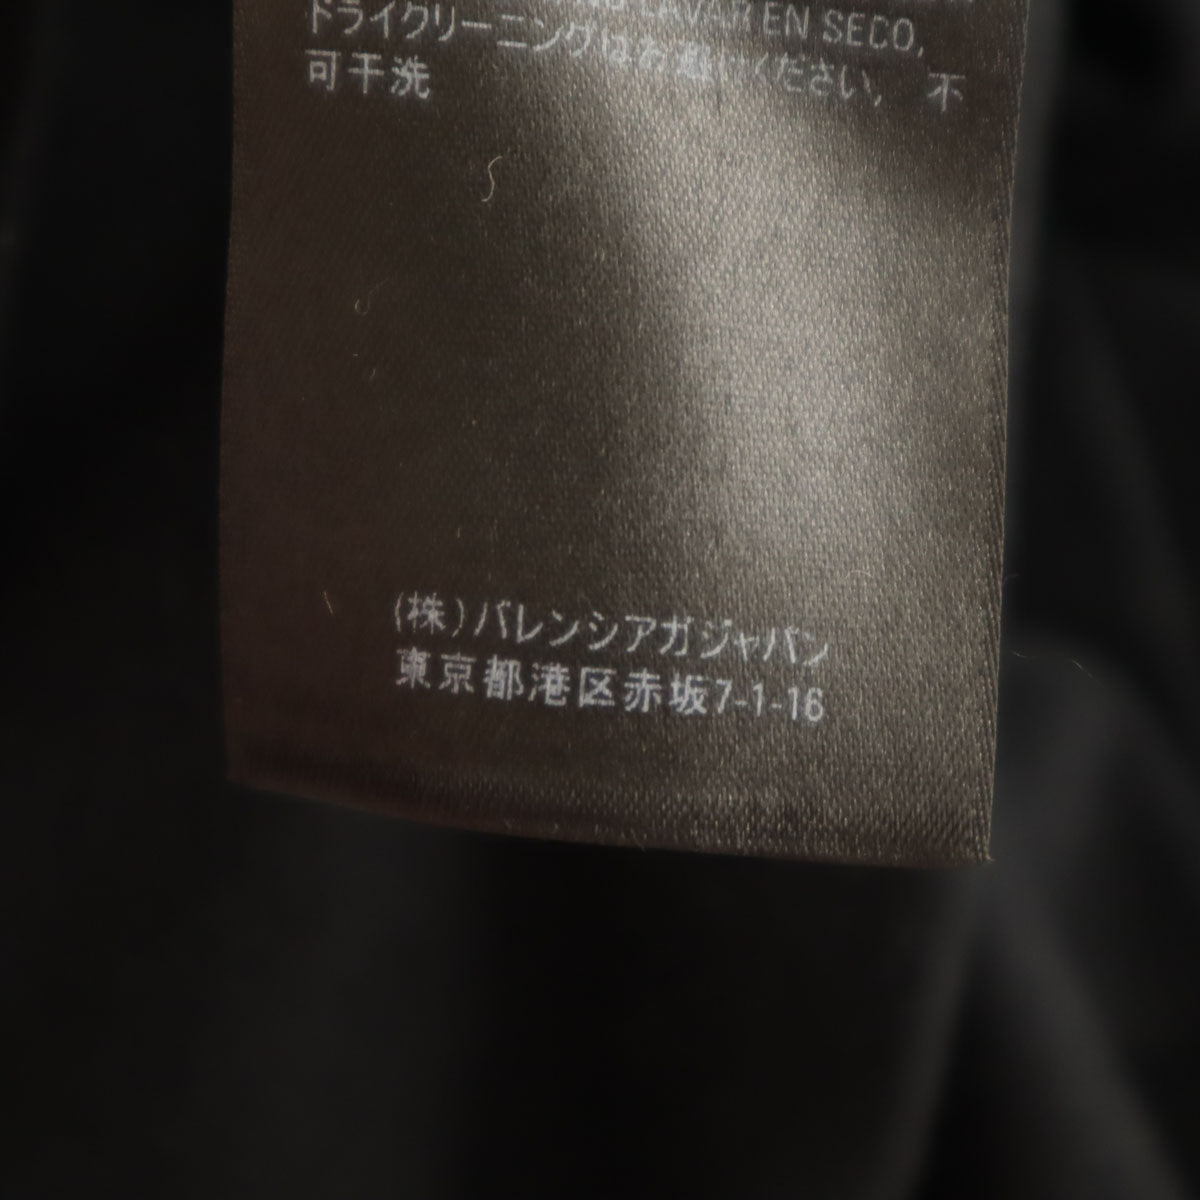 LAVAR EN SECO,
ドライクリーニングはお避けください, 不
可干洗
(株)バレンシアガジャパン
東京都港区赤坂7-1-16